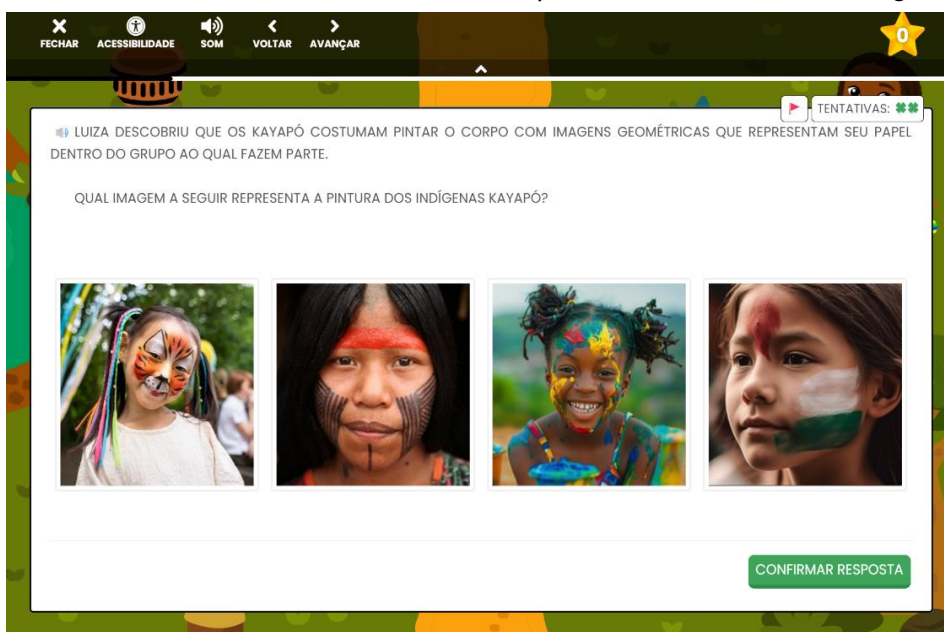 FECHAR ACESSIBILIDADE SOM VOLTAR AVANÇAR
0
TENTATIVAS:
LUIZA DESCOBRIU QUE OS KAYAPÓ COSTUMAM PINTAR O CORPO COM IMAGENS GEOMÉTRICAS QUE REPRESENTAM SEU PAPEL
DENTRO DO GRUPO AO QUAL FAZEM PARTE.
QUAL IMAGEM A SEGUIR REPRESENTA A PINTURA DOS INDÍGENAS KAYAPÓ?
CONFIRMAR RESPOSTA